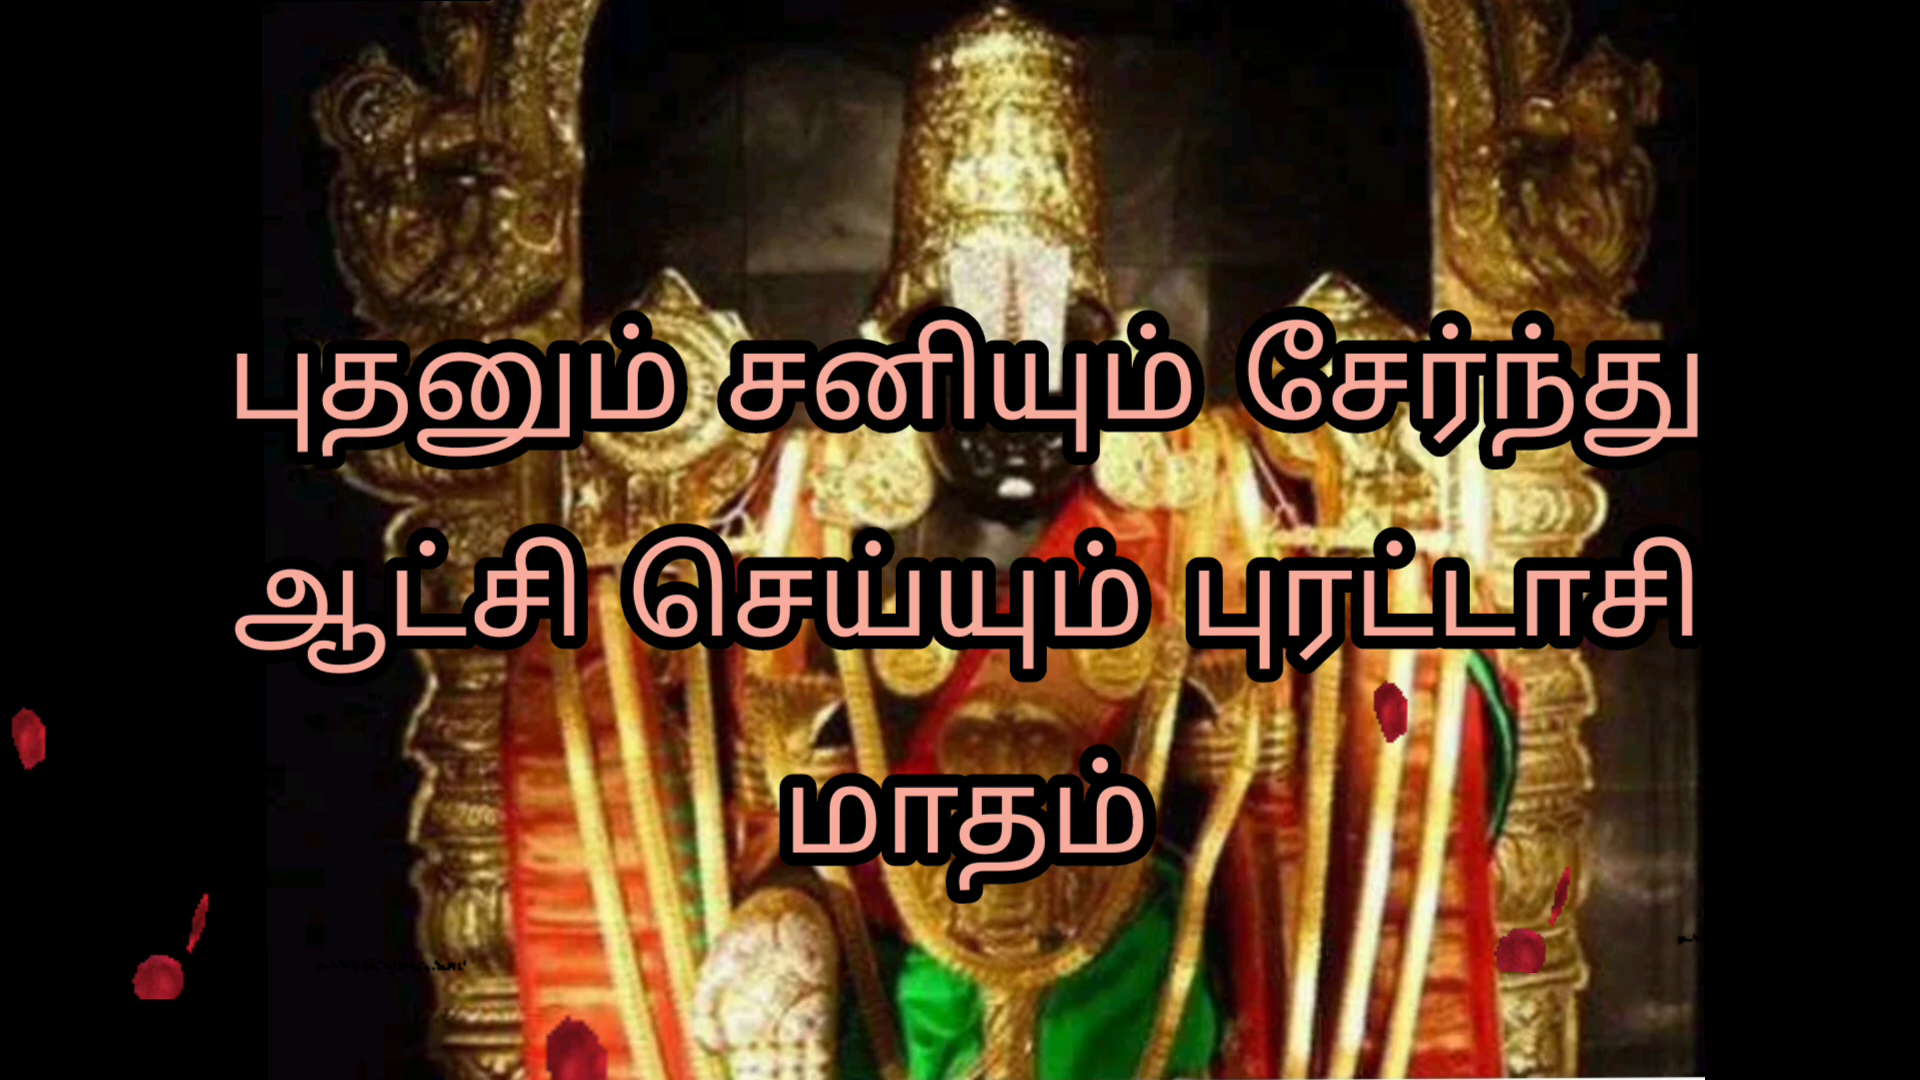 புதனும் சனியும் சேர்ந்து
ஆட்சி செய்யும் புரட்டாசி
மாதம்